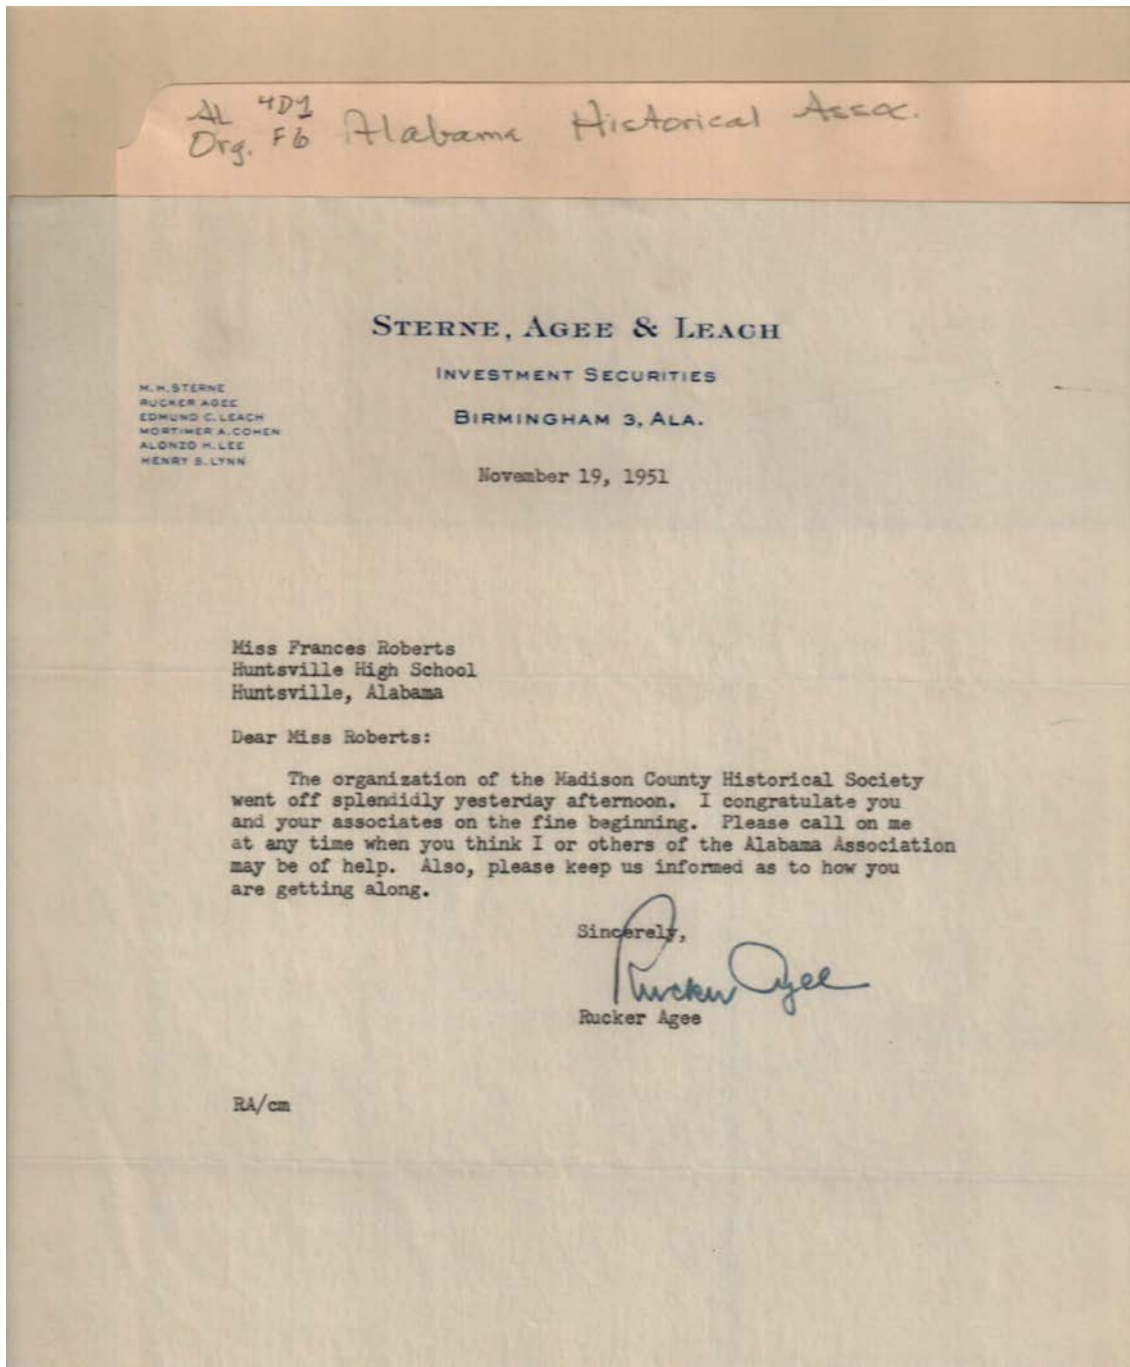 AL 4D1
Org. F6 Alabama Historical Assoc.
STERNE, AGEE & LEACH
INVESTMENT SECURITIES
BIRMINGHAM 3, ALA.
M. H. STERNE
RUCKER AGEE
EDMUND C. LEACH
MORTIMER A. COHEN
ALONZO H. LEE
HENRY S. LYNN
November 19, 1951
Miss Frances Roberts
Huntsville High School
Huntsville, Alabama
Dear Miss Roberts:
The organization of the Madison County Historical Society
went off splendidly yesterday afternoon. I congratulate you
and your associates on the fine beginning. Please call on me
at any time when you think I or others of the Alabama Association
may be of help. Also, please keep us informed as to how you
are getting along.
Sincerely,
Rucker Agee
Rucker Agee
RA/cm